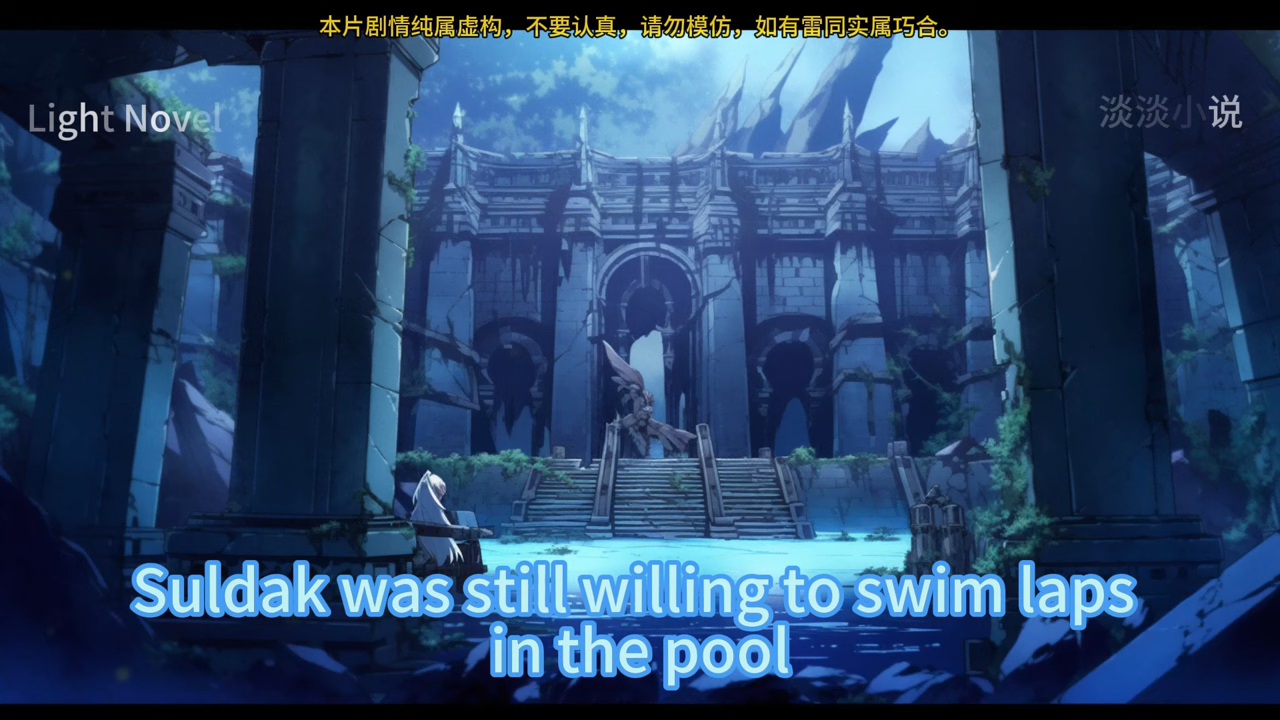 本片剧情纯属虚构，不要认真，请勿模仿，如有雷同实属巧合。
Light Novel
淡淡小说
Suldak was still willing to swim laps
in the pool